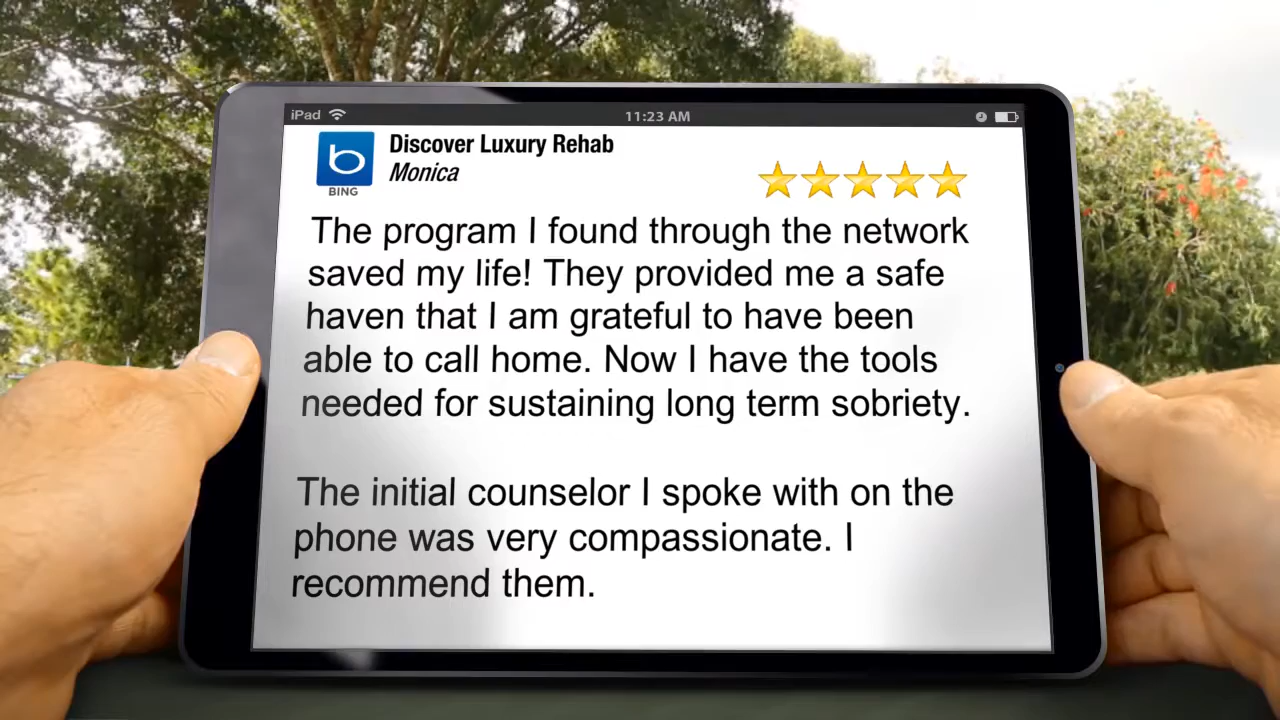 iPad 11:23 AM
Discover Luxury Rehab
Monica
b
BING
The program I found through the network
saved my life! They provided me a safe
haven that I am grateful to have been
able to call home. Now I have the tools
needed for sustaining long term sobriety.
The initial counselor I spoke with on the
phone was very compassionate. I
recommend them.